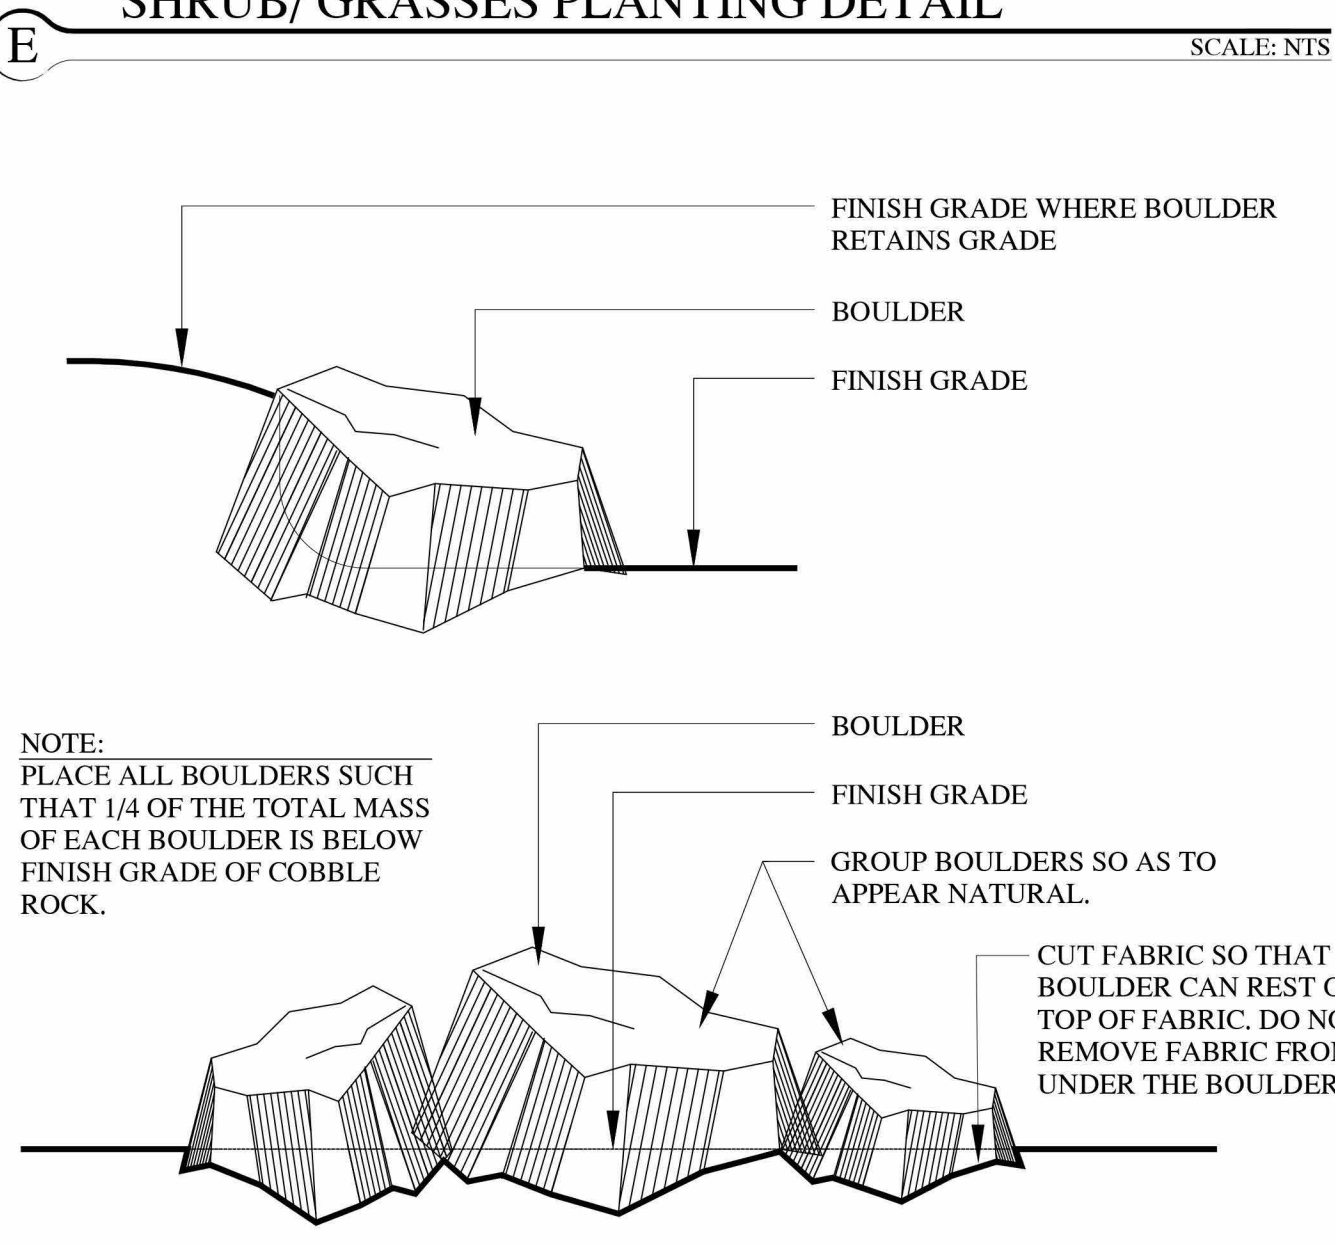 SHRUB/ GRASSES PLANTING DETAIL
E
SCALE: NTS
FINISH GRADE WHERE BOULDER
RETAINS GRADE
BOULDER
FINISH GRADE
NOTE:
PLACE ALL BOULDERS SUCH
THAT 1/4 OF THE TOTAL MASS
OF EACH BOULDER IS BELOW
FINISH GRADE OF COBBLE
ROCK.
BOULDER
FINISH GRADE
GROUP BOULDERS SO AS TO
APPEAR NATURAL.
CUT FABRIC SO THAT
BOULDER CAN REST
TOP OF FABRIC. DO
REMOVE FABRIC
UNDER THE BOULDER